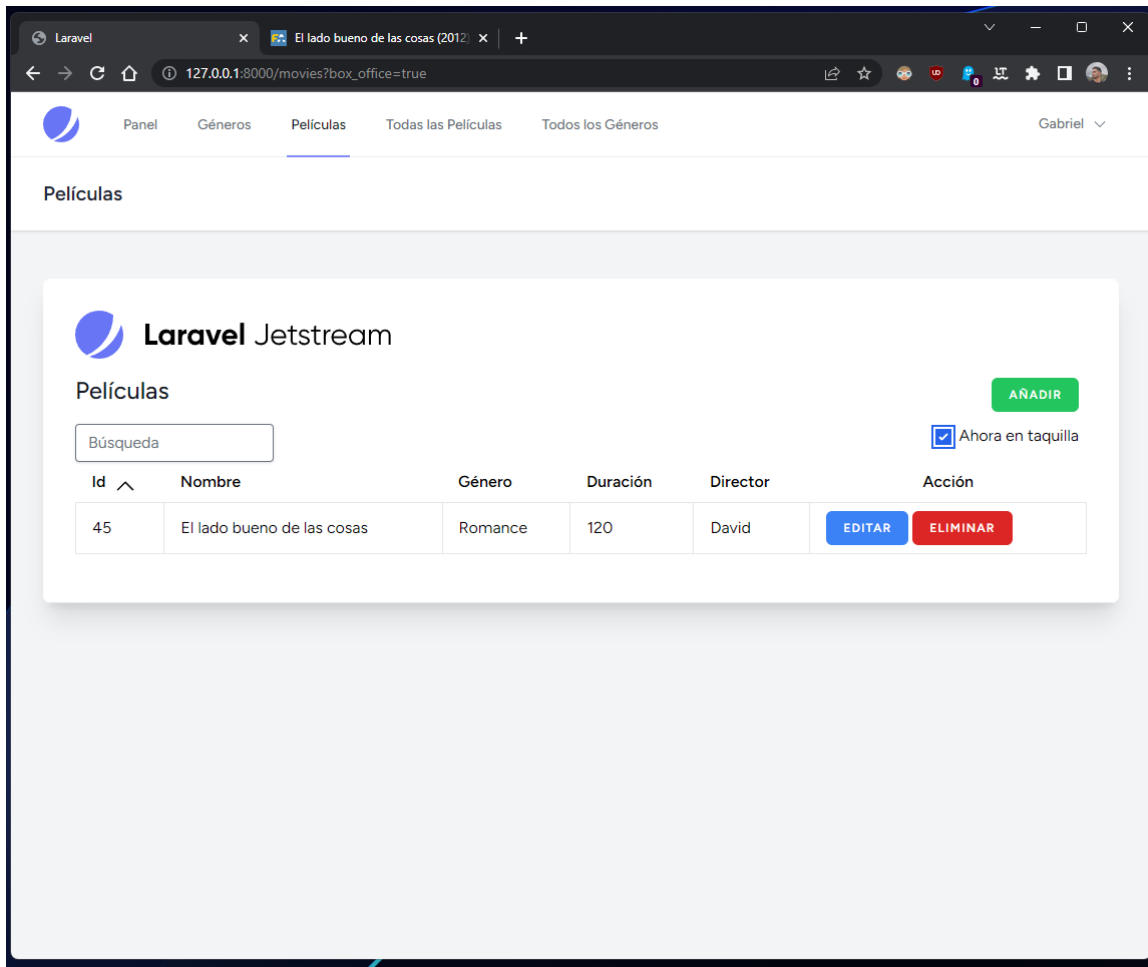 Laravel
El lado bueno de las cosas (2012)
127.0.0.1:8000/movies?box_office=true
0
Panel Géneros Películas Todas las Películas Todos los Géneros Gabriel
Películas
Laravel Jetstream
Películas
AÑADIR
Búsqueda
Ahora en taquilla
Id Nombre Género Duración Director Acción
45 El lado bueno de las cosas Romance 120 David EDITAR ELIMINAR